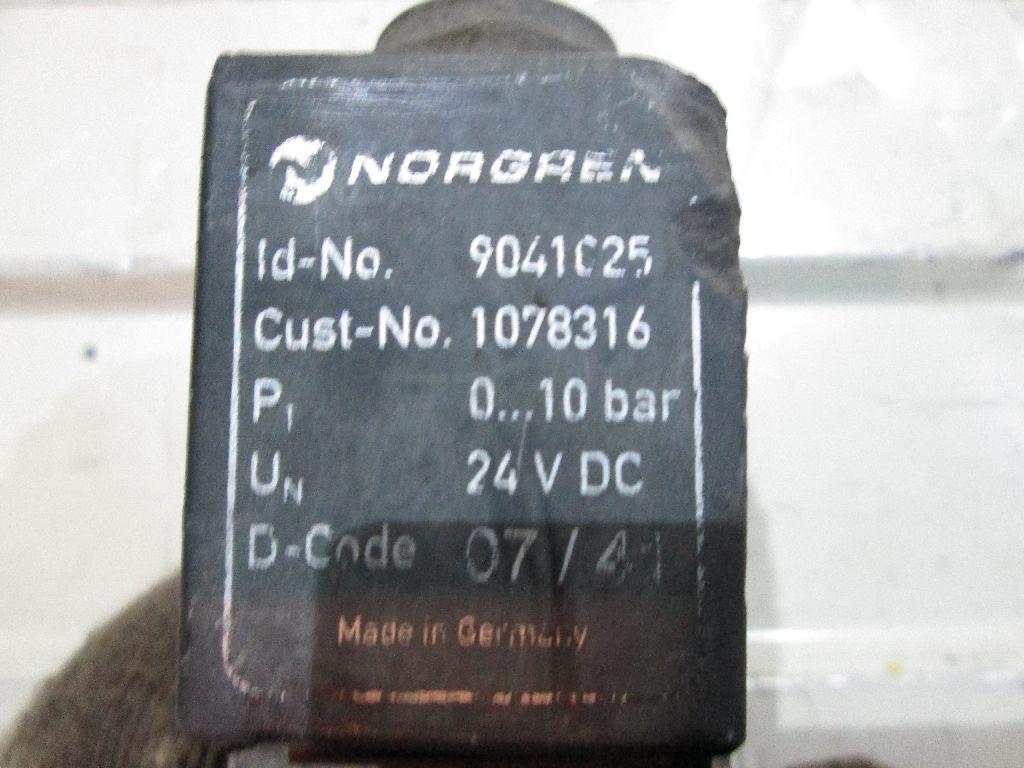 NORGREN
Id-No. 9041025
Cust-No. 1078316
P1 0...10 bar
UN 24 V DC
D-Code 07 / 41
Made in Germany